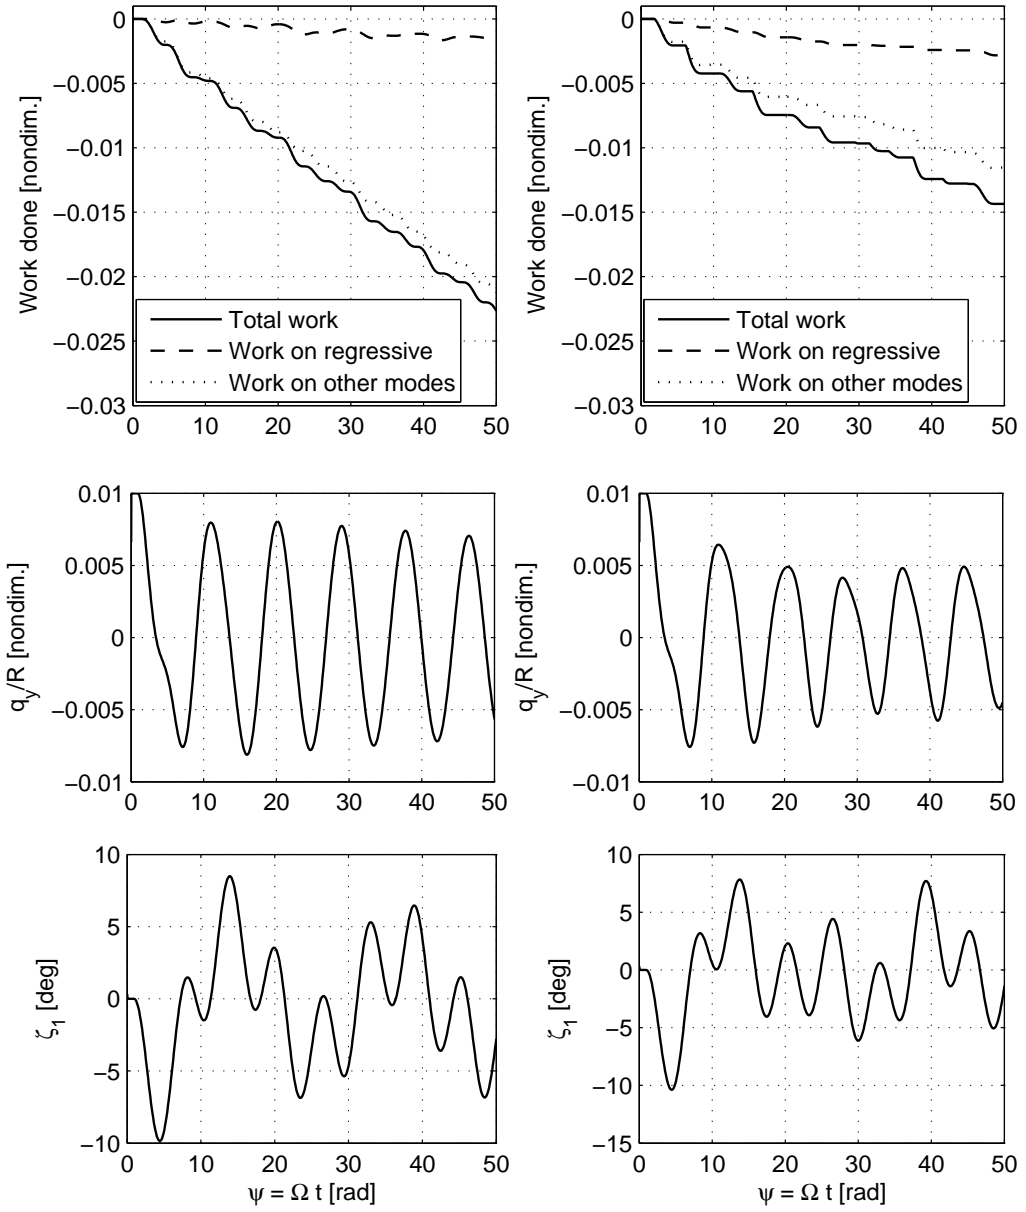 0
−0.005
−0.01
−0.015
−0.02
−0.025
−0.03
Work done [nondim.]
Total work
Work on regressive
Work on other modes
0 10 20 30 40 50
0
−0.005
−0.01
−0.015
−0.02
−0.025
−0.03
Work done [nondim.]
Total work
Work on regressive
Work on other modes
0 10 20 30 40 50
0.01
0.005
0
−0.005
−0.01
q_y/R [nondim.]
0 10 20 30 40 50
0.01
0.005
0
−0.005
−0.01
q_y/R [nondim.]
0 10 20 30 40 50
10
5
0
−5
−10
ζ_1 [deg]
0 10 20 30 40 50
ψ = Ω t [rad]
10
5
0
−5
−10
−15
ζ_1 [deg]
0 10 20 30 40 50
ψ = Ω t [rad]